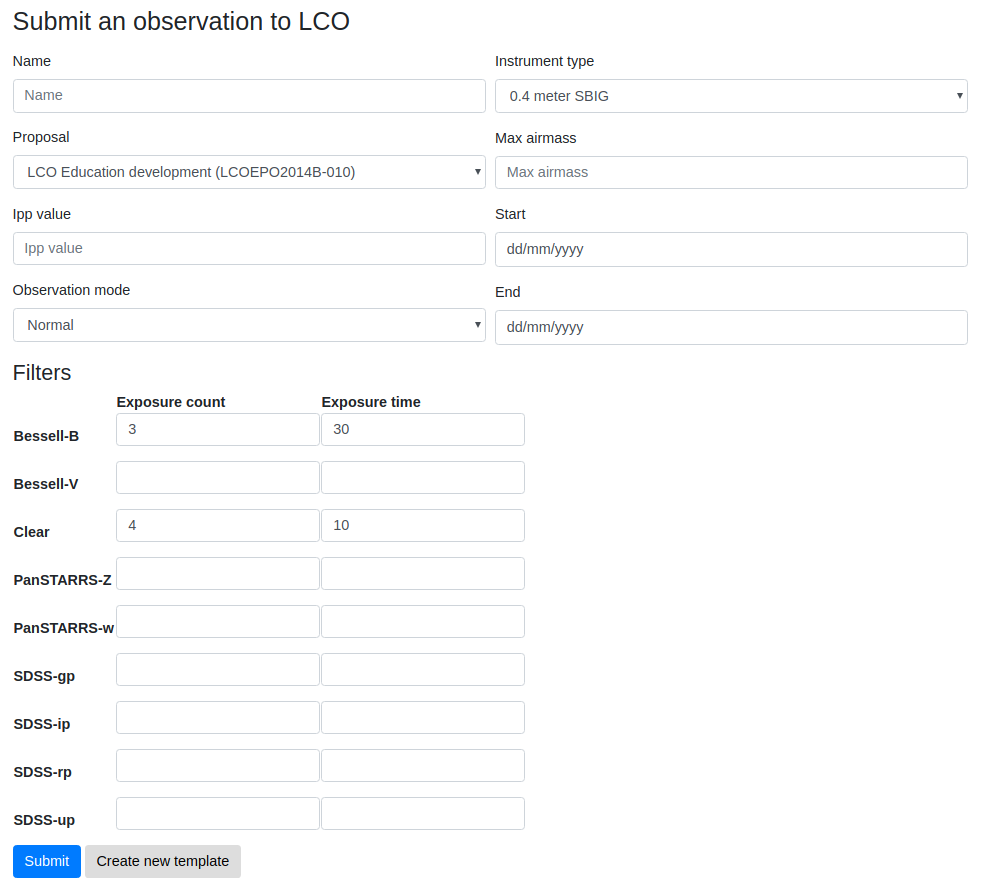 Submit an observation to LCO
Name
Name
Proposal
LCO Education development (LCOEPO2014B-010)
Ipp value
Ipp value
Observation mode
Normal
Instrument type
0.4 meter SBIG
Max airmass
Max airmass
Start
dd/mm/yyyy
End
dd/mm/yyyy
Filters
Exposure count Exposure time
Bessell-B 3 30
Bessell-V
Clear 4 10
PanSTARRS-Z
PanSTARRS-w
SDSS-gp
SDSS-ip
SDSS-rp
SDSS-up
Submit Create new template